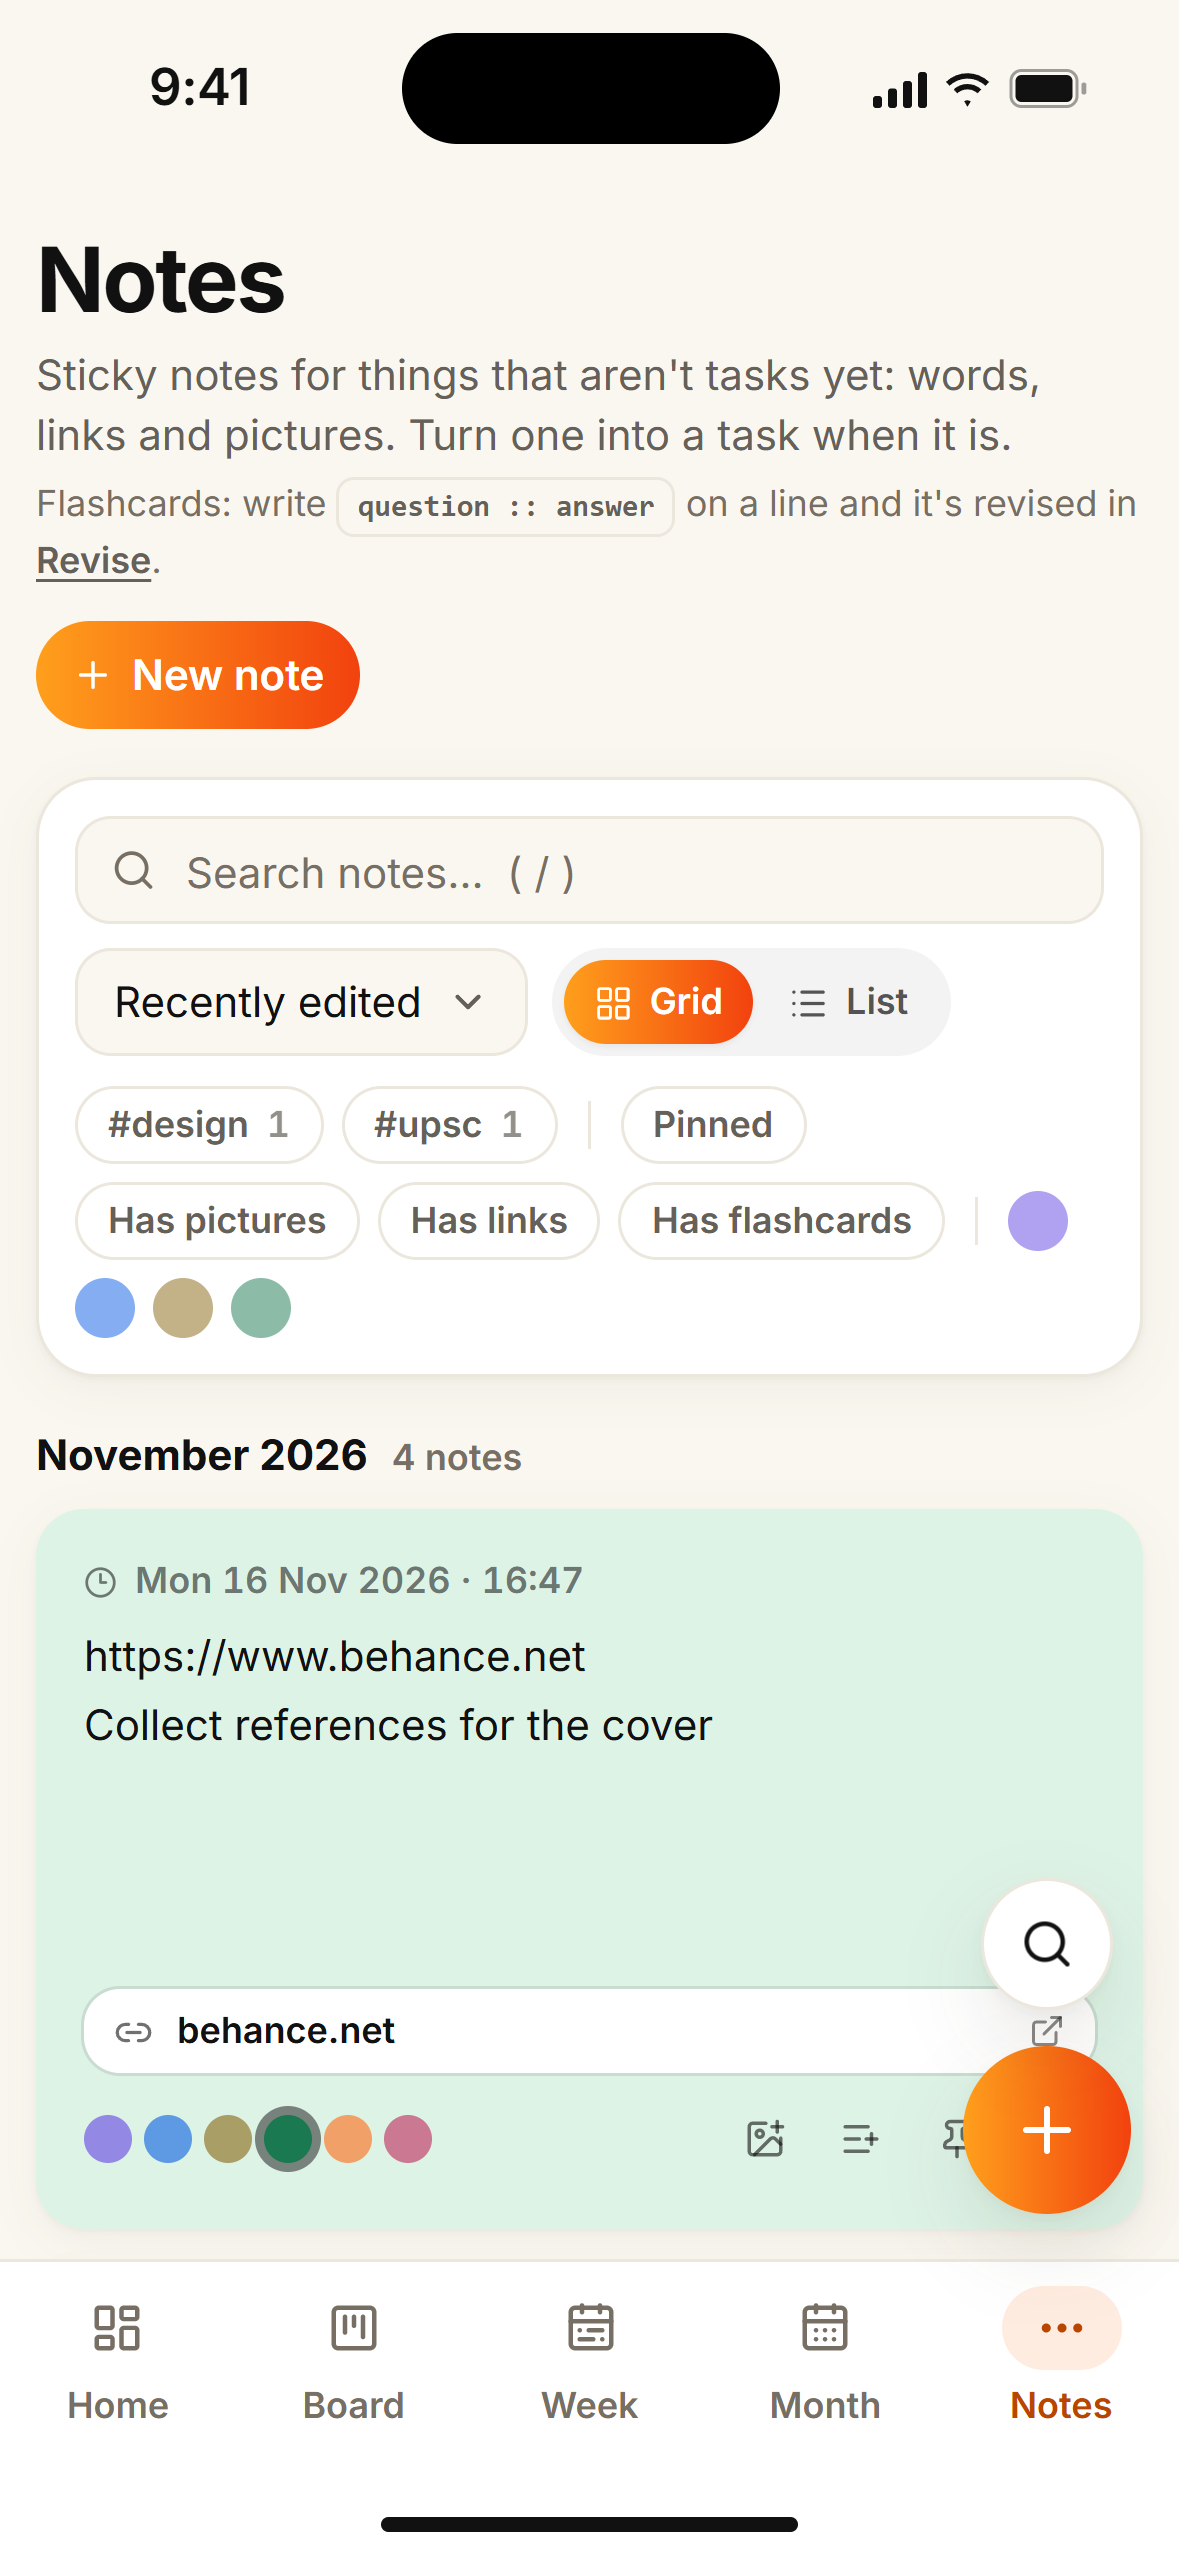 9:41
Notes
Sticky notes for things that aren't tasks yet: words,
links and pictures. Turn one into a task when it is.
Flashcards: write question :: answer on a line and it's revised in
Revise.
New note
Search notes... ( / )
Recently edited
Grid
List
#design 1
#upsc 1
Pinned
Has pictures
Has links
Has flashcards
November 2026 4 notes
Mon 16 Nov 2026 · 16:47
https://www.behance.net
Collect references for the cover
behance.net
Home
Board
Week
Month
Notes